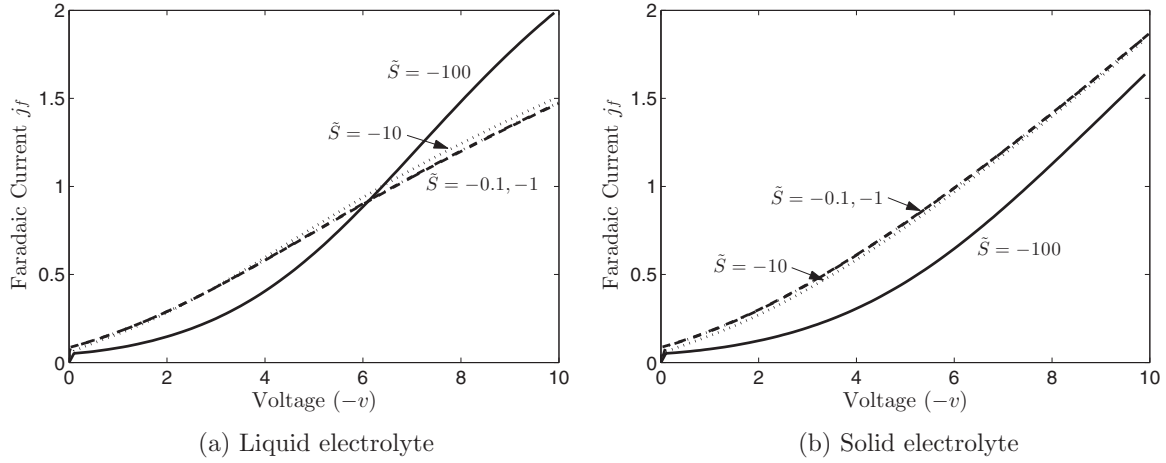 Faradaic Current j_f
2
1.5
1
0.5
0
0 2 4 6 8 10
S̃ = −100
S̃ = −10
S̃ = −0.1, −1
Voltage (−v)
(a) Liquid electrolyte
Faradaic Current j_f
2
1.5
1
0.5
0
0 2 4 6 8 10
S̃ = −0.1, −1
S̃ = −10
S̃ = −100
Voltage (−v)
(b) Solid electrolyte